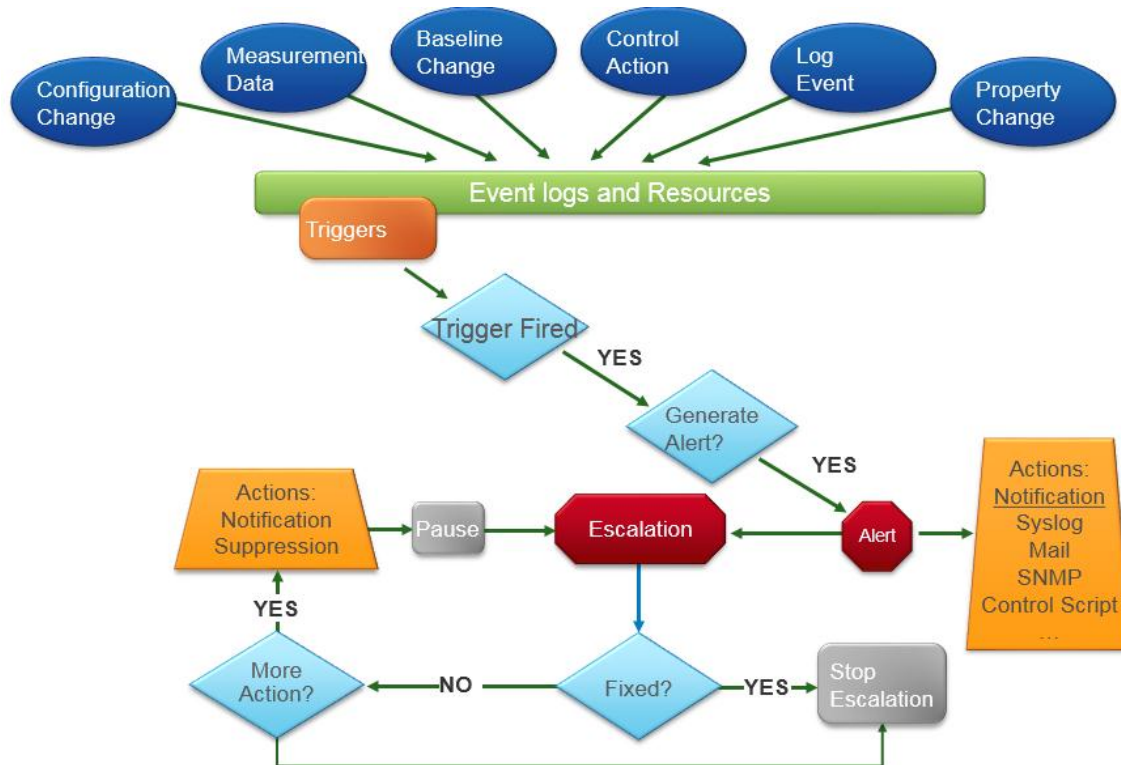 Configuration
Change
Measurement
Data
Baseline
Change
Control
Action
Log
Event
Property
Change
Event logs and Resources
Triggers
Trigger Fired
YES
Generate
Alert?
YES
Actions:
Notification
Suppression
Pause
Escalation
Alert
Actions:
Notification
Syslog
Mail
SNMP
Control Script
...
YES
More
Action?
NO
Fixed?
YES
Stop
Escalation